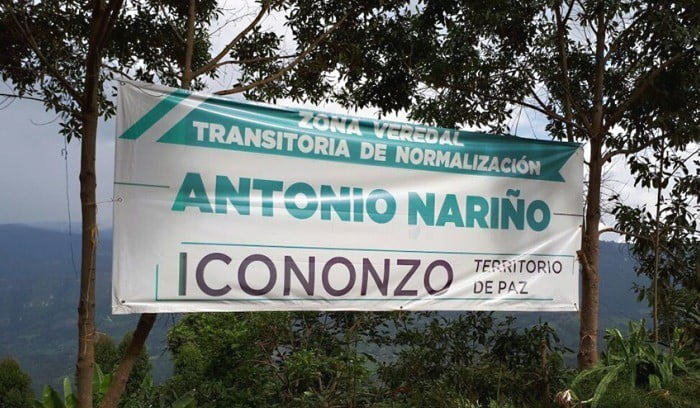 ZONA VEREDAL
TRANSITORIA DE NORMALIZACIÓN
ANTONIO NARIÑO
ICONONZO
TERRITORIO
DE PAZ